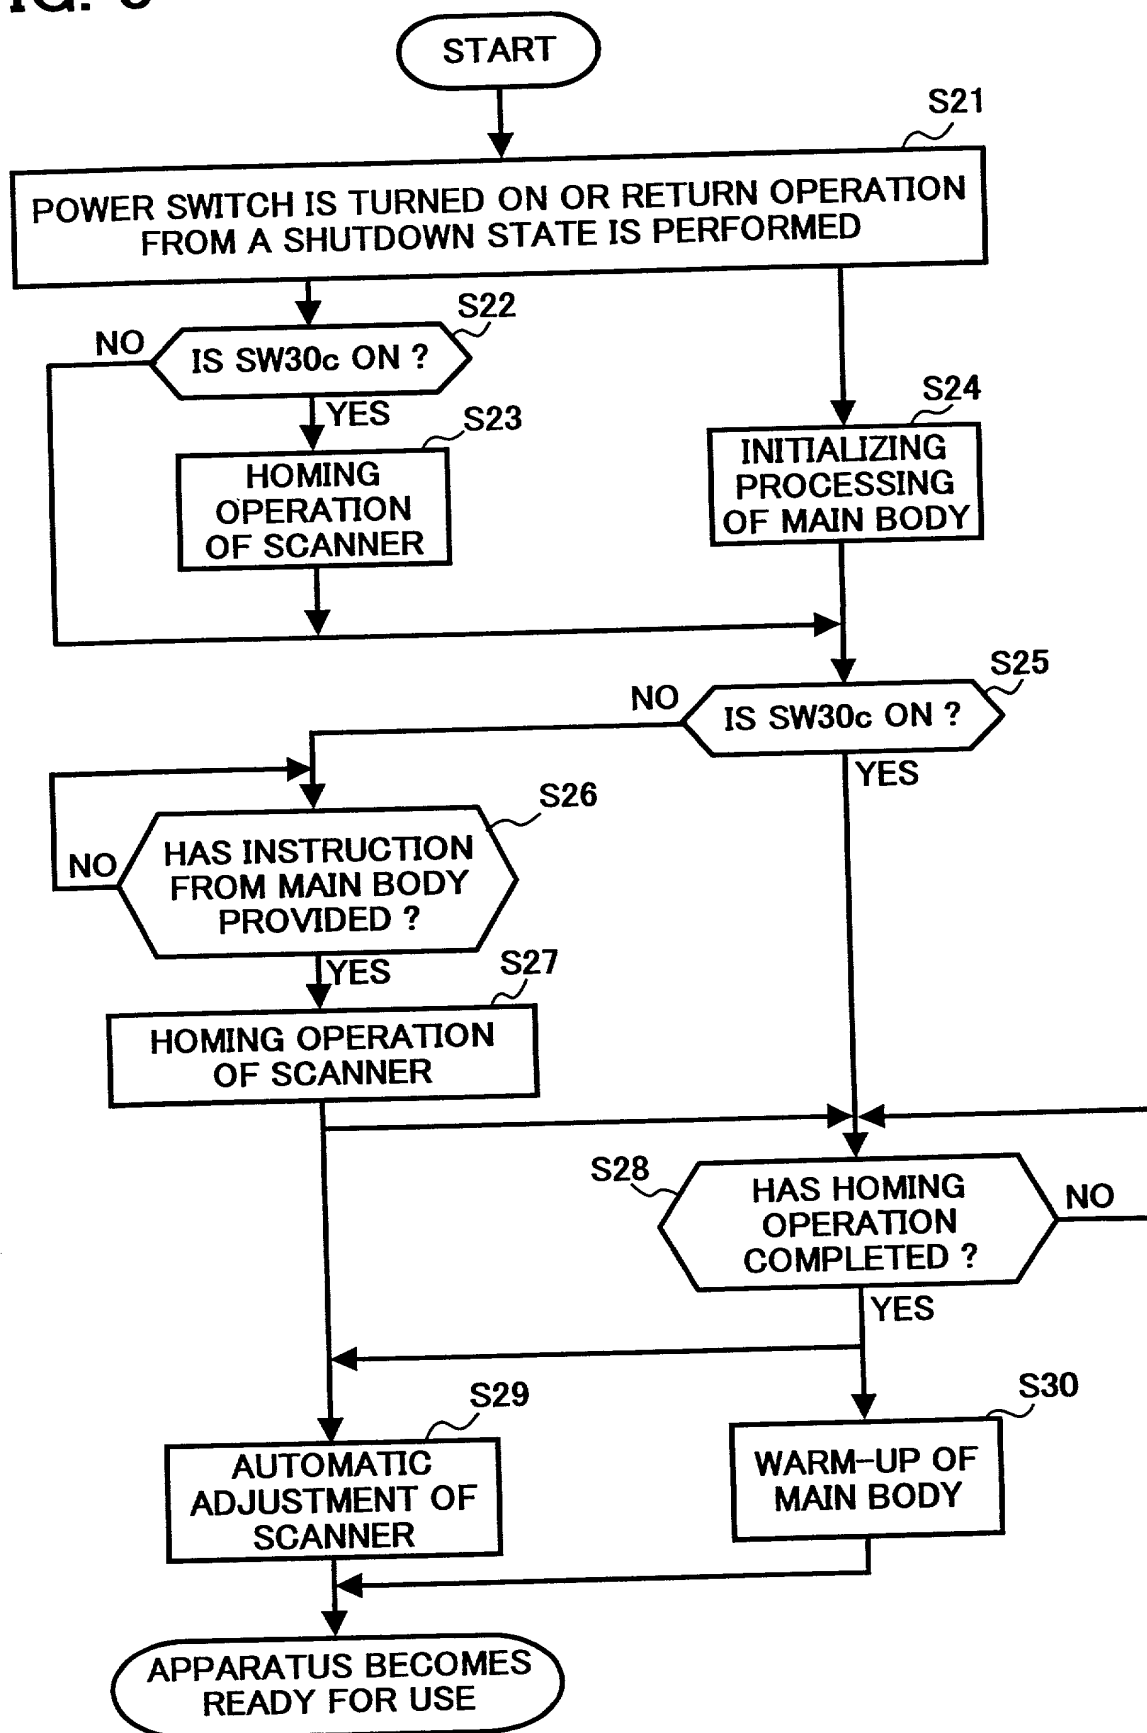 START
S21
POWER SWITCH IS TURNED ON OR RETURN OPERATION
FROM A SHUTDOWN STATE IS PERFORMED
S22
NO
IS SW30c ON ?
YES
S23
HOMING
OPERATION
OF SCANNER
S24
INITIALIZING
PROCESSING
OF MAIN BODY
S25
NO
IS SW30c ON ?
YES
S26
NO
HAS INSTRUCTION
FROM MAIN BODY
PROVIDED ?
YES
S27
HOMING OPERATION
OF SCANNER
S28
HAS HOMING
OPERATION
COMPLETED ?
NO
YES
S29
AUTOMATIC
ADJUSTMENT OF
SCANNER
S30
WARM-UP OF
MAIN BODY
APPARATUS BECOMES
READY FOR USE